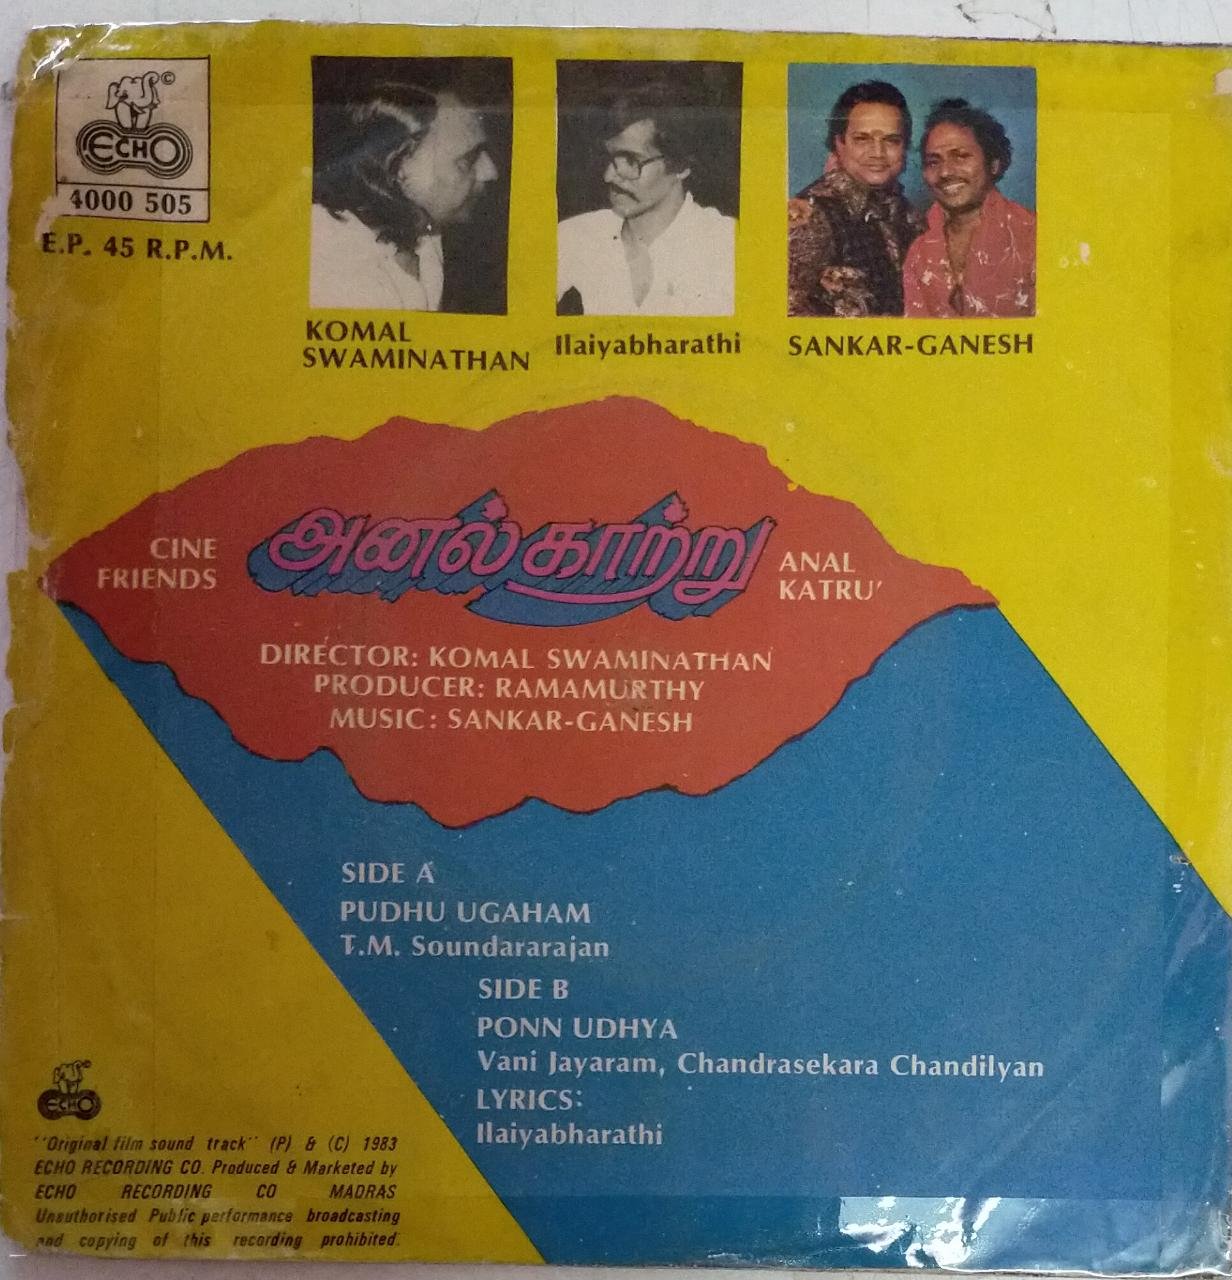 ©
ECHO
4000 505
E.P. 45 R.P.M.
KOMAL
SWAMINATHAN
Ilaiyabharathi
SANKAR-GANESH
CINE
FRIENDS
அனல் காற்று
ANAL
KATRU'
DIRECTOR: KOMAL SWAMINATHAN
PRODUCER: RAMAMURTHY
MUSIC: SANKAR-GANESH
SIDE A
PUDHU UGAHAM
T.M. Soundararajan
SIDE B
PONN UDHYA
Vani Jayaram, Chandrasekara Chandilyan
LYRICS:
Ilaiyabharathi
ECHO
"Original film sound track" (P) & (C) 1983
ECHO RECORDING CO. Produced & Marketed by
ECHO RECORDING CO MADRAS
Unauthorised Public performance broadcasting
and copying of this recording prohibited.